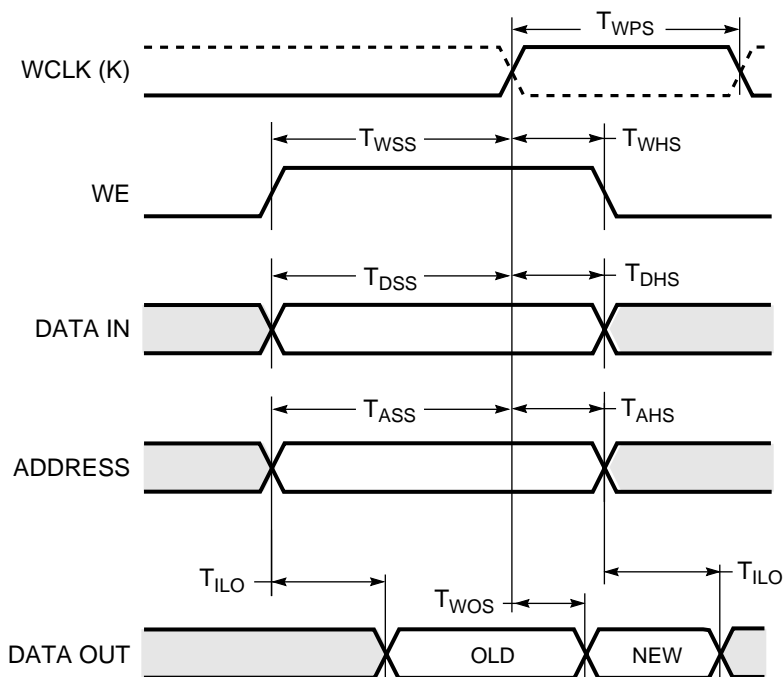 TWPS
WCLK (K)
TWSS
TWHS
WE
TDSS
TDHS
DATA IN
TASS
TAHS
ADDRESS
TILO
TILO
TWOS
DATA OUT
OLD
NEW